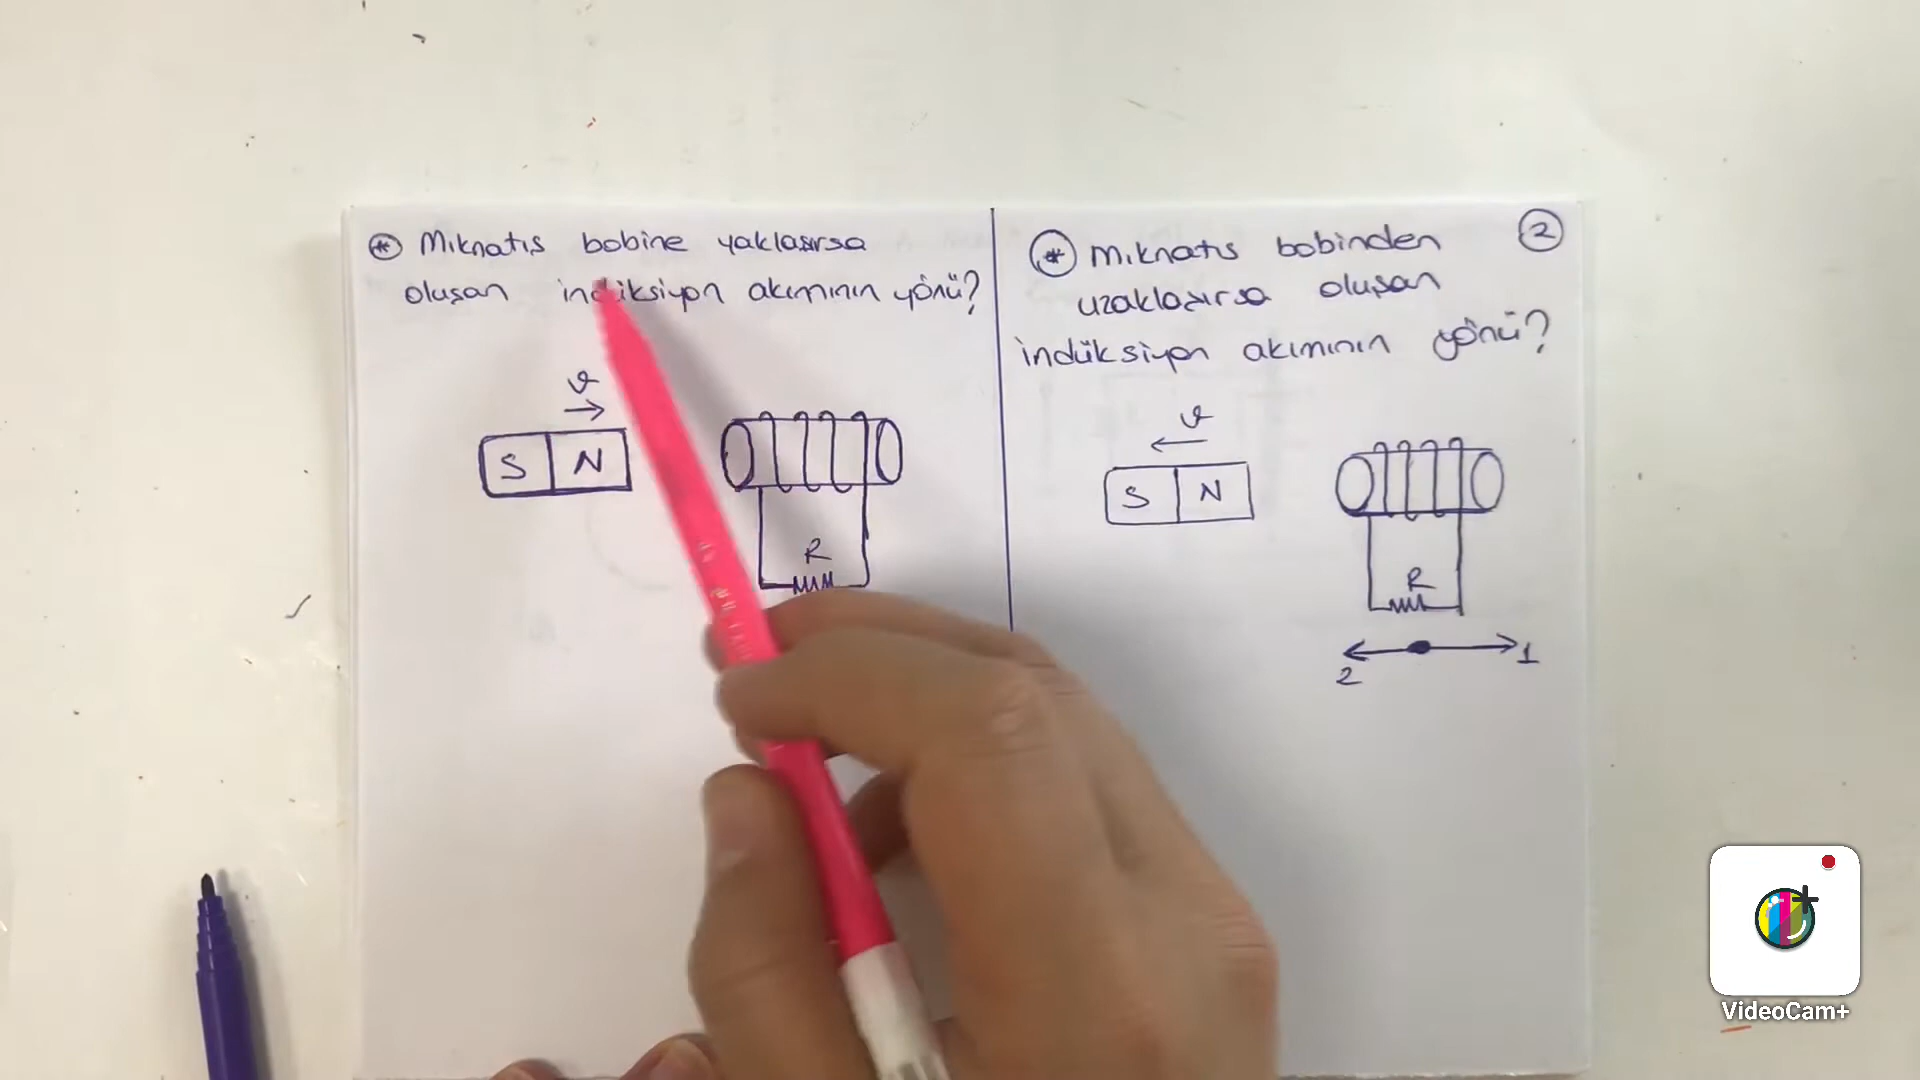 * Mıknatıs bobine yaklaşırsa
oluşan indüksiyon akımının yönü?
ϑ
S N
R
2
* Mıknatıs bobinden
uzaklaşırsa oluşan
indüksiyon akımının yönü?
ϑ
S N
R
2 1
VideoCam+